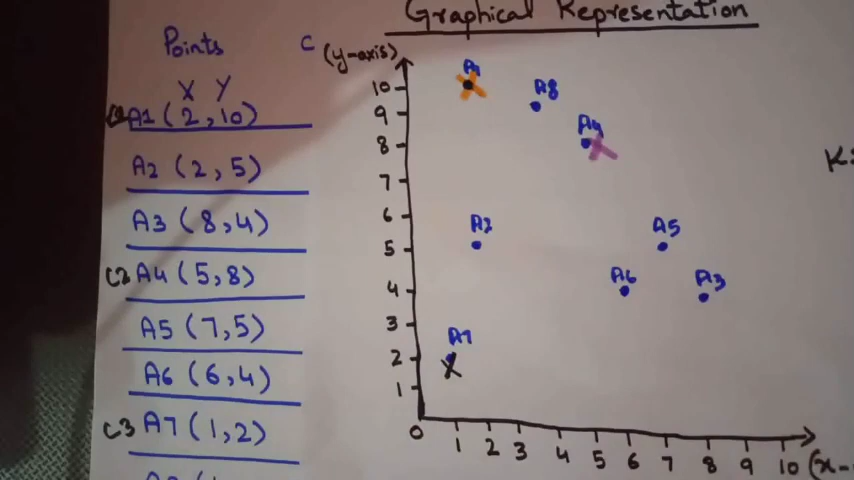 Graphical Representation
Points
C
X Y
C1 A1 (2, 10)
A2 (2, 5)
A3 (8, 4)
C2 A4 (5, 8)
A5 (7, 5)
A6 (6, 4)
C3 A7 (1, 2)
(y-axis)
10
9
8
7
6
5
4
3
2
1
0
1 2 3 4 5 6 7 8 9 10
A1
A8
A4
A2
A5
A6
A3
A7